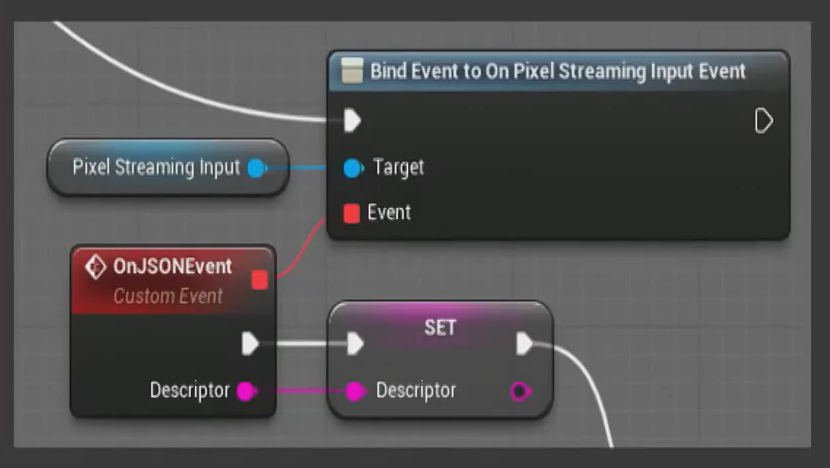 Bind Event to On Pixel Streaming Input Event
Pixel Streaming Input
Target
Event
OnJSONEvent
Custom Event
SET
Descriptor
Descriptor